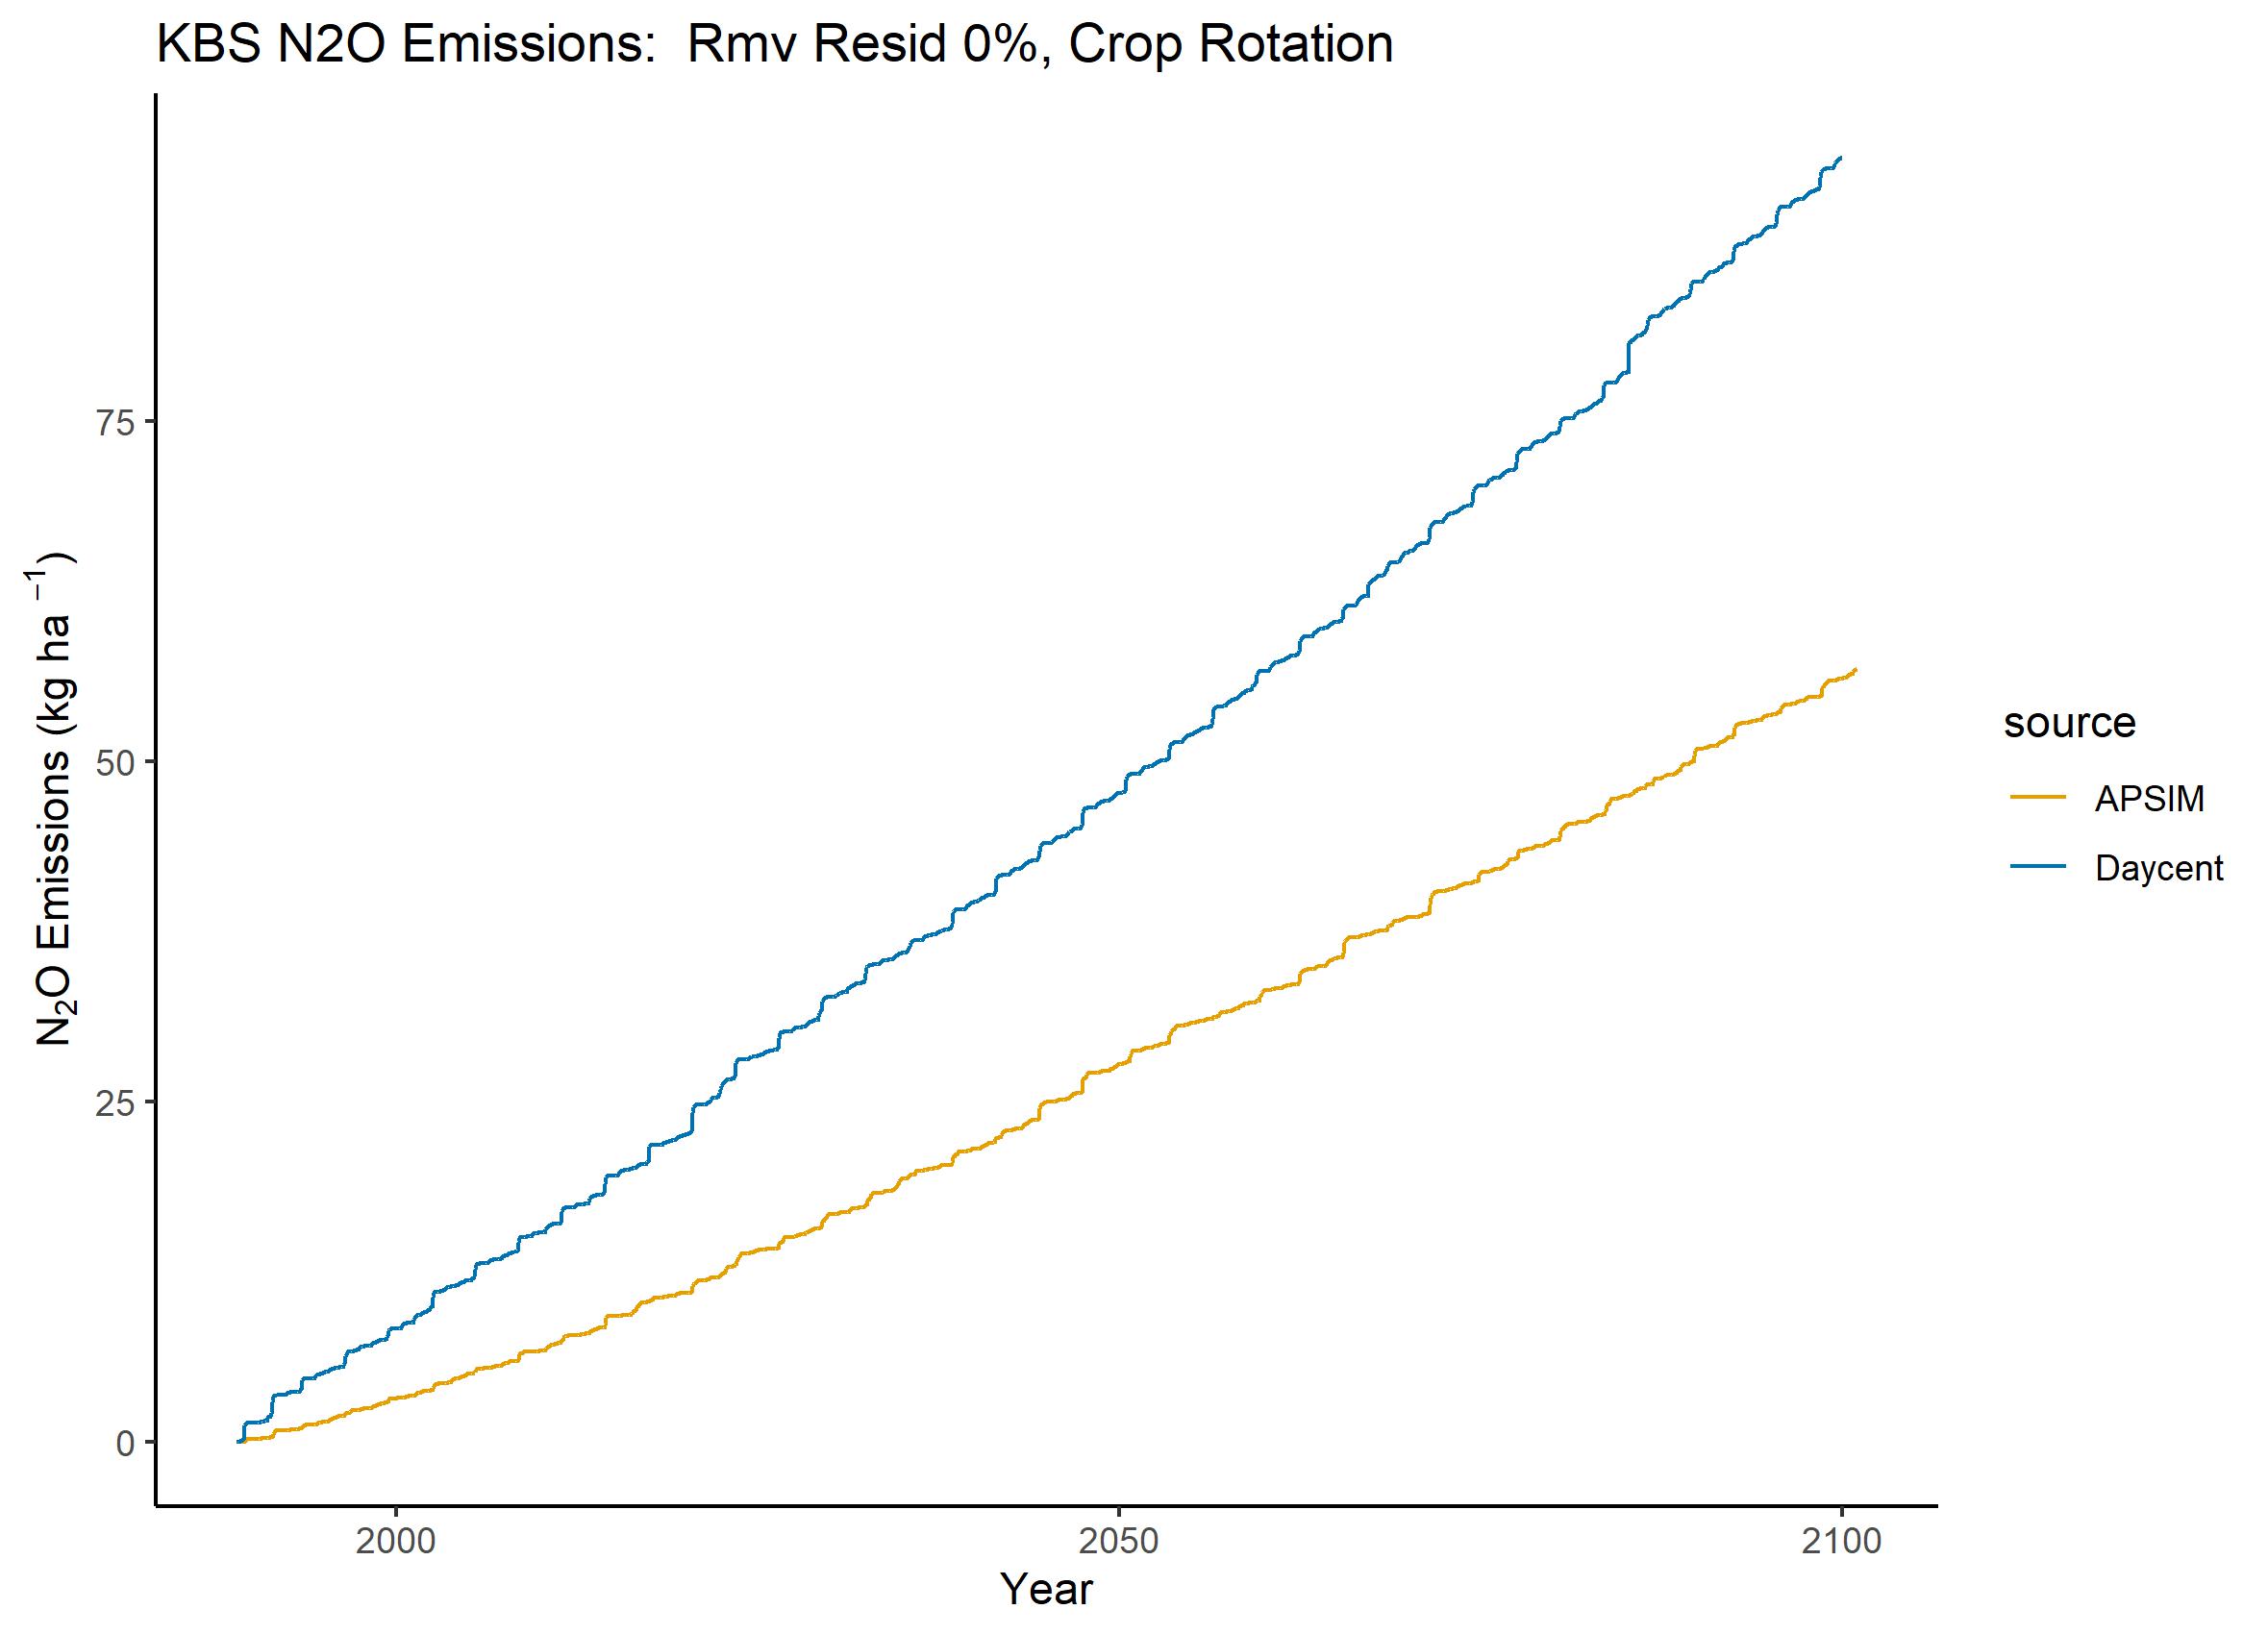 KBS N2O Emissions:  Rmv Resid 0%, Crop Rotation
N₂O Emissions (kg ha ⁻¹)
75
50
25
0
2000
2050
2100
Year
source
APSIM
Daycent